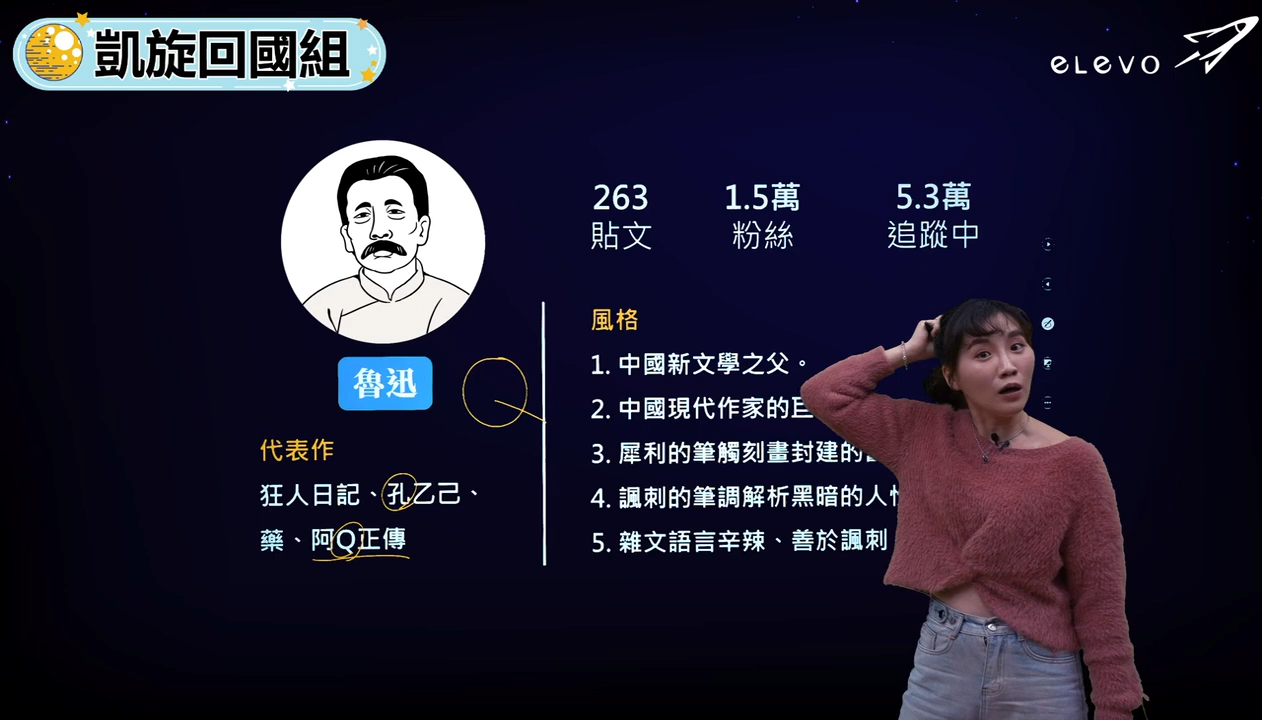 凱旋回國組
eLevo
263
貼文
1.5萬
粉絲
5.3萬
追蹤中
魯迅
代表作
狂人日記、孔乙己、
藥、阿Q正傳
風格
1. 中國新文學之父。
2. 中國現代作家的巨
3. 犀利的筆觸刻畫封建的
4. 諷刺的筆調解析黑暗的人性
5. 雜文語言辛辣、善於諷刺